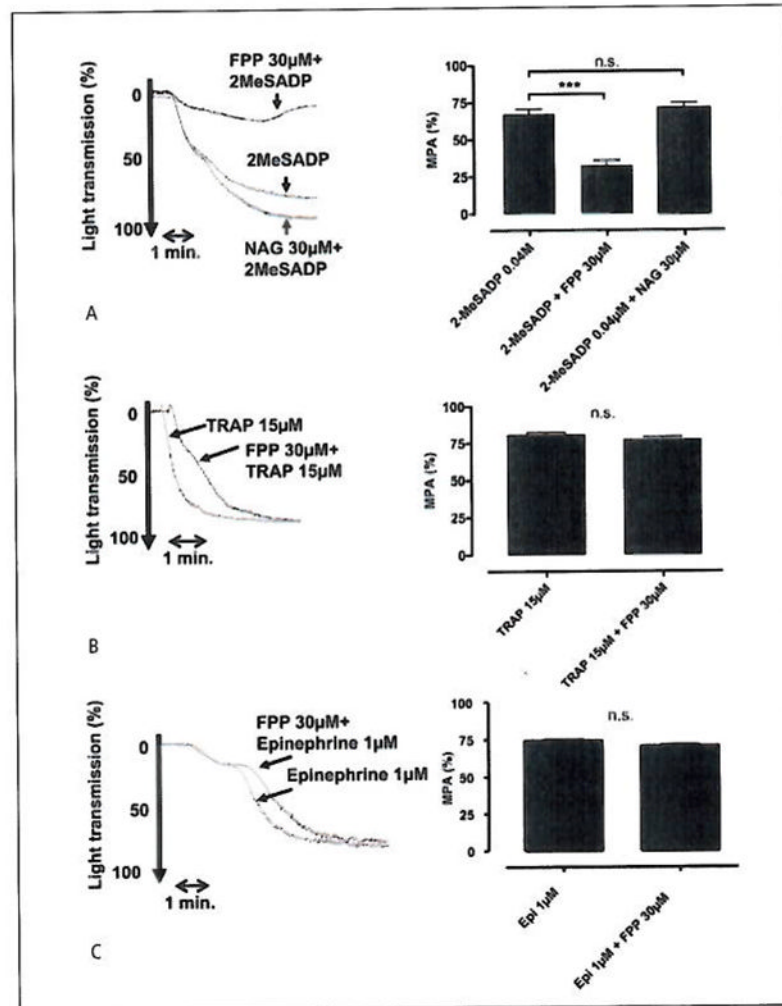 FPP 30µM+
2MeSADP
0
50
100
Light transmission (%)
2MeSADP
NAG 30µM+
2MeSADP
1 min.
A
n.s.
***
100
75
50
25
0
MPA (%)
2-MeSADP 0.04M
2-MeSADP + FPP 30µM
2-MeSADP 0.04µM + NAG 30µM
0
50
100
Light transmission (%)
TRAP 15µM
FPP 30µM+
TRAP 15µM
1 min.
B
n.s.
100
75
50
25
0
MPA (%)
TRAP 15µM
TRAP 15µM + FPP 30µM
0
50
100
Light transmission (%)
FPP 30µM+
Epinephrine 1µM
Epinephrine 1µM
1 min.
C
n.s.
100
75
50
25
0
MPA (%)
Epi 1µM
Epi 1µM + FPP 30µM